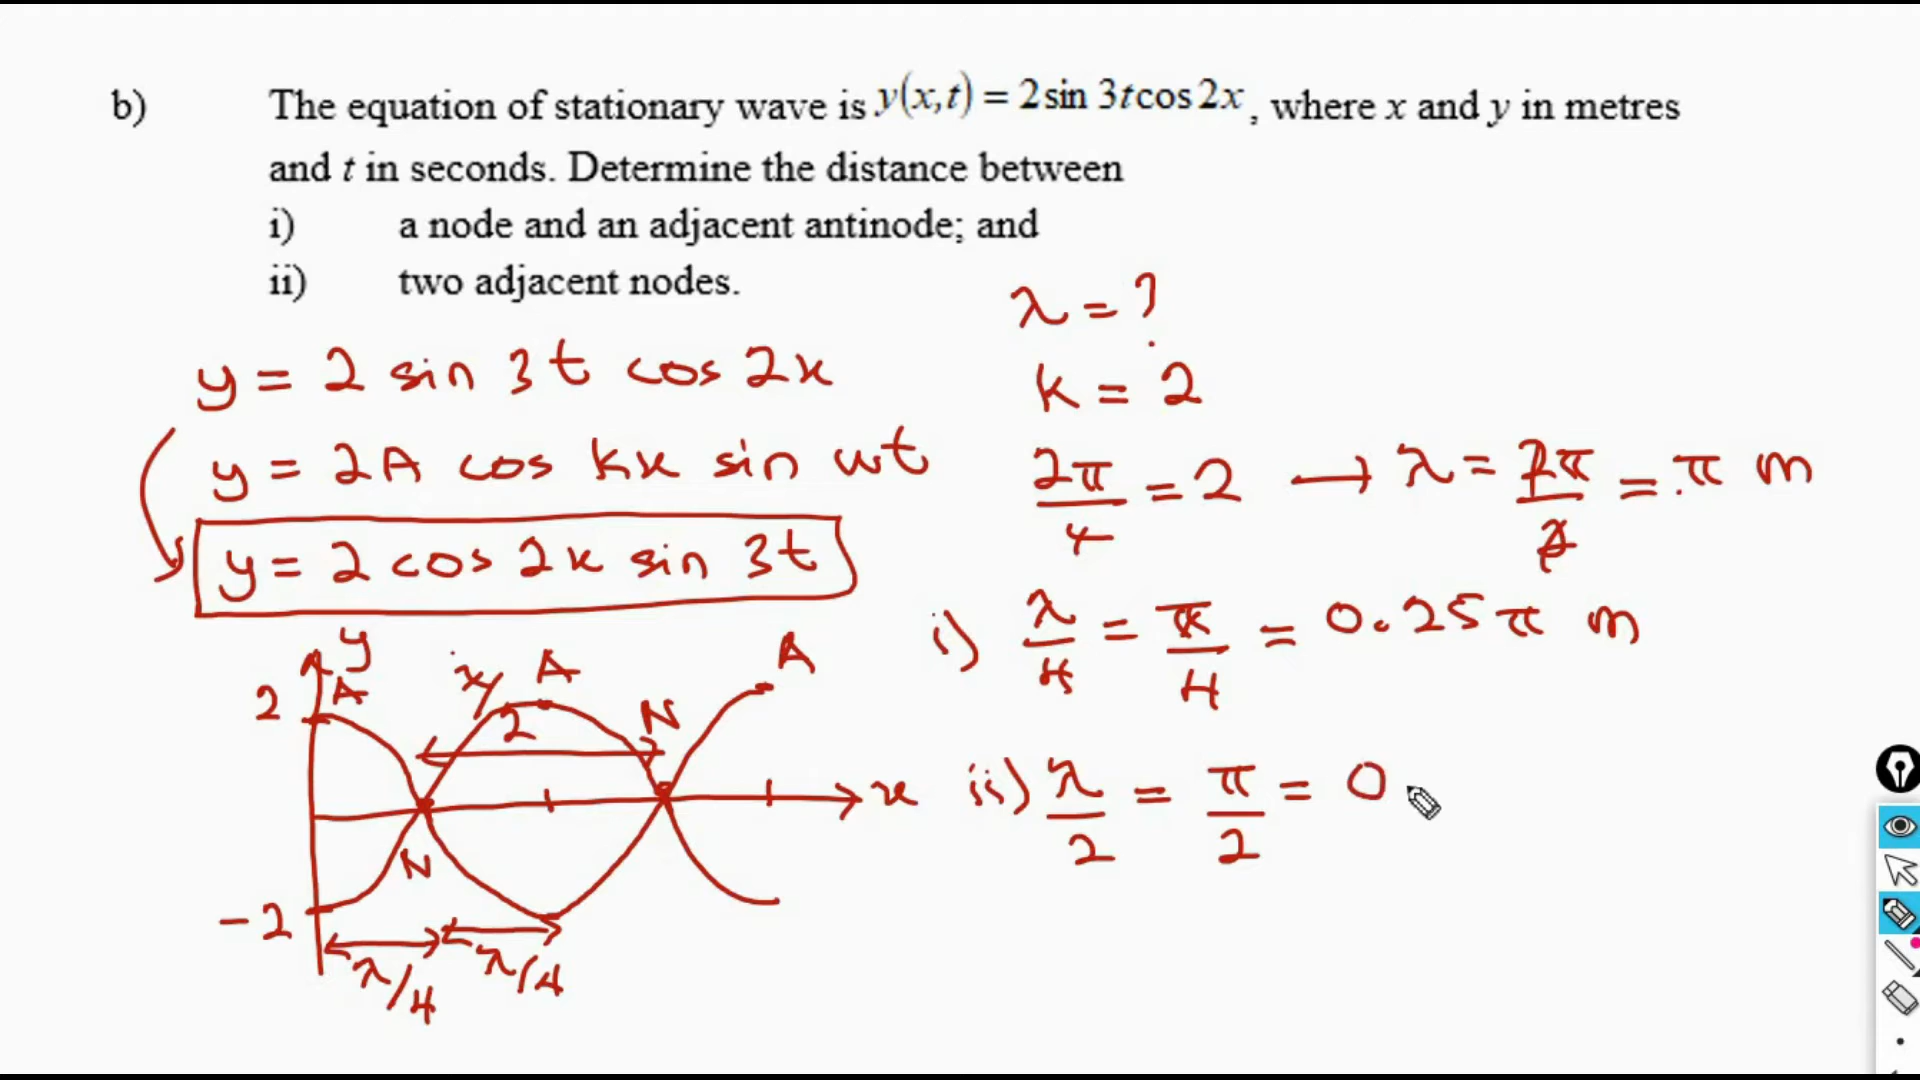 b) The equation of stationary wave is y(x,t) = 2sin 3tcos 2x, where x and y in metres
and t in seconds. Determine the distance between
i) a node and an adjacent antinode; and
ii) two adjacent nodes.
y = 2 sin 3t cos 2x
y = 2A cos kx sin wt
y = 2 cos 2x sin 3t
λ = ?
k = 2
2π/λ = 2 → λ = 2π/2 = π m
i) λ/4 = π/4 = 0.25π m
ii) λ/2 = π/2 = 0
y
2
A
λ/2
A
N
A
x
N
-2
λ/4
λ/4